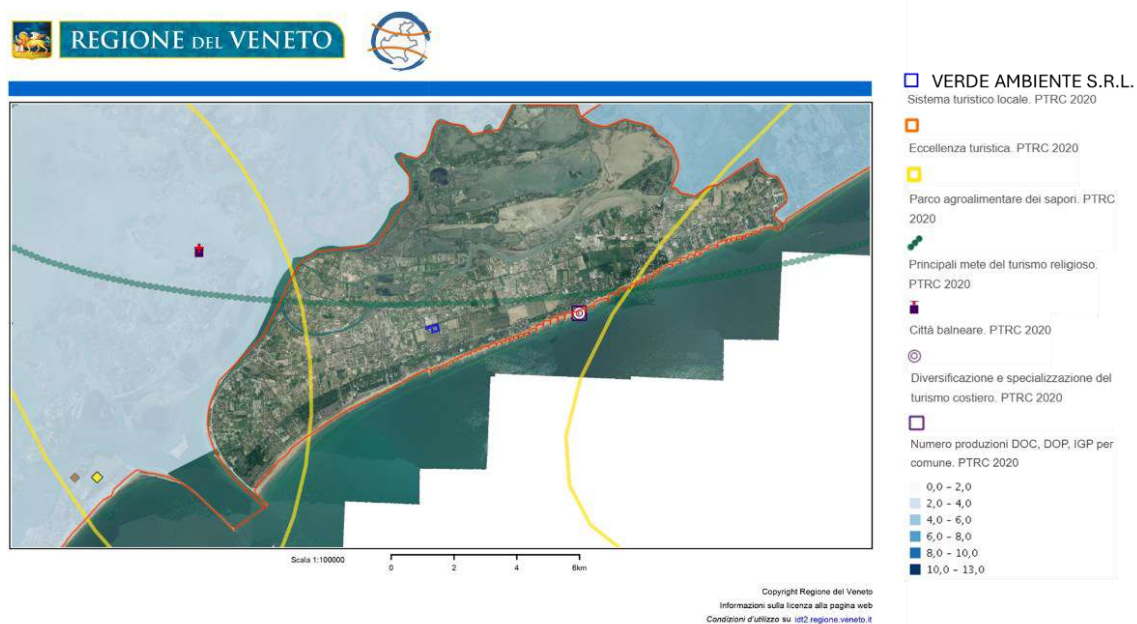 REGIONE DEL VENETO
VERDE AMBIENTE S.R.L.
Sistema turistico locale. PTRC 2020
Eccellenza turistica. PTRC 2020
Parco agroalimentare dei sapori. PTRC
2020
Principali mete del turismo religioso.
PTRC 2020
Città balneare. PTRC 2020
Diversificazione e specializzazione del
turismo costiero. PTRC 2020
Numero produzioni DOC, DOP, IGP per
comune. PTRC 2020
0,0 - 2,0
2,0 - 4,0
4,0 - 6,0
6,0 - 8,0
8,0 - 10,0
10,0 - 13,0
Scala 1:100000
0 2 4 6km
Copyright Regione del Veneto
Informazioni sulla licenza alla pagina web
Condizioni d'utilizzo su idt2.regione.veneto.it